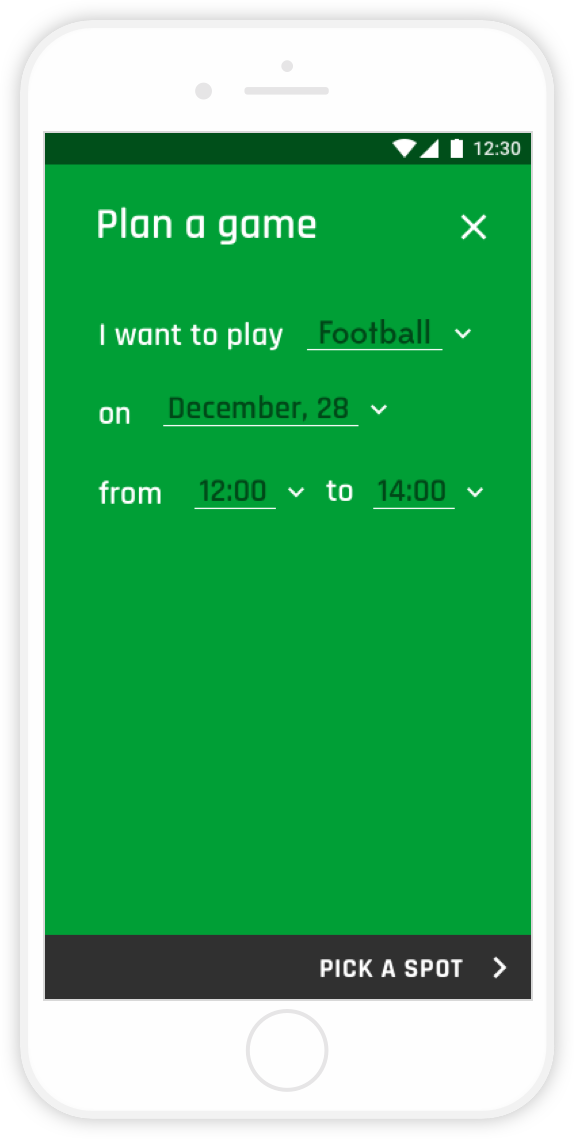 12:30
Plan a game
I want to play Football
on December, 28
from 12:00 to 14:00
PICK A SPOT